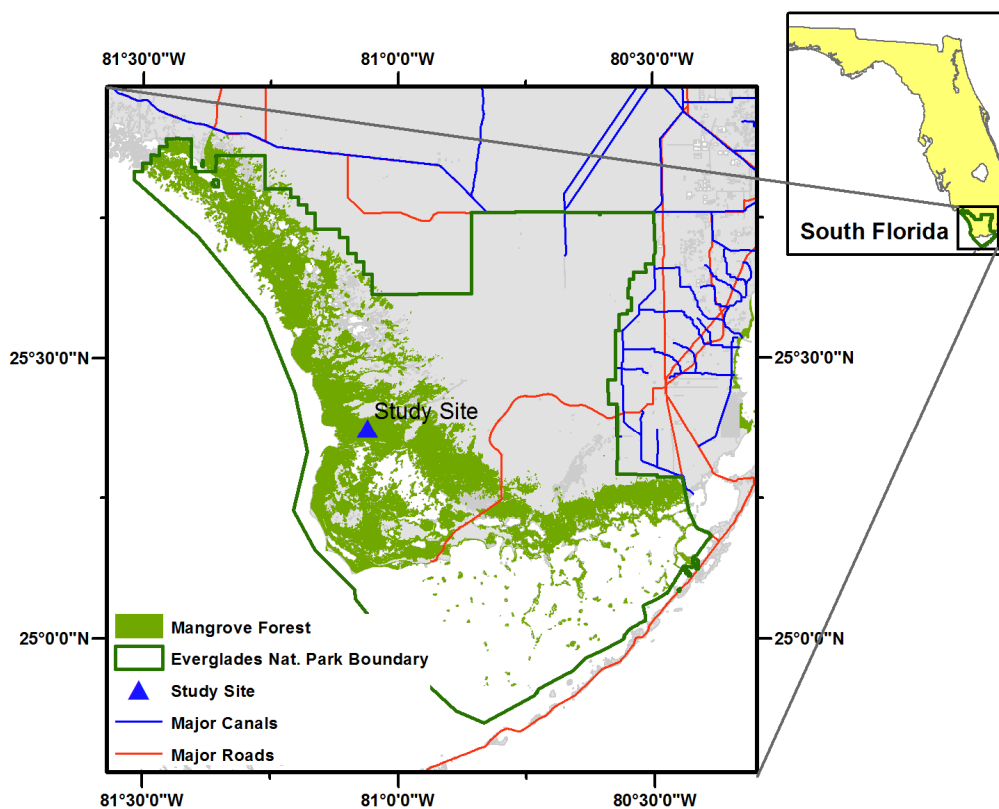 81°30'0"W
81°0'0"W
80°30'0"W
South Florida
25°30'0"N
25°30'0"N
Study Site
25°0'0"N
25°0'0"N
Mangrove Forest
Everglades Nat. Park Boundary
Study Site
Major Canals
Major Roads
81°30'0"W
81°0'0"W
80°30'0"W